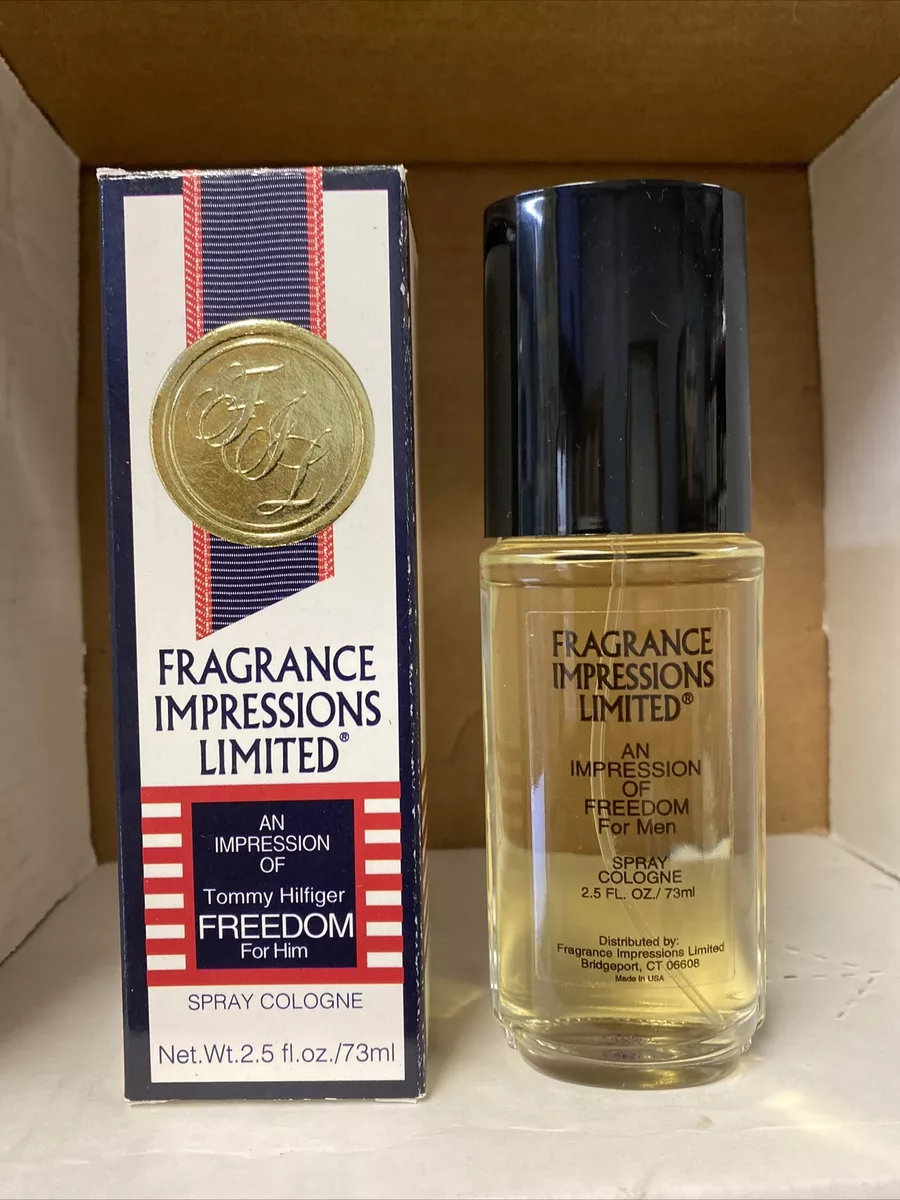 FIL
FRAGRANCE
IMPRESSIONS
LIMITED®
AN
IMPRESSION
OF
Tommy Hilfiger
FREEDOM
For Him
SPRAY COLOGNE
Net.Wt.2.5 fl.oz./73ml
FRAGRANCE
IMPRESSIONS
LIMITED®
AN
IMPRESSION
OF
FREEDOM
For Men
SPRAY
COLOGNE
2.5 FL. OZ./ 73ml
Distributed by:
Fragrance Impressions Limited
Bridgeport, CT 06608
Made in USA